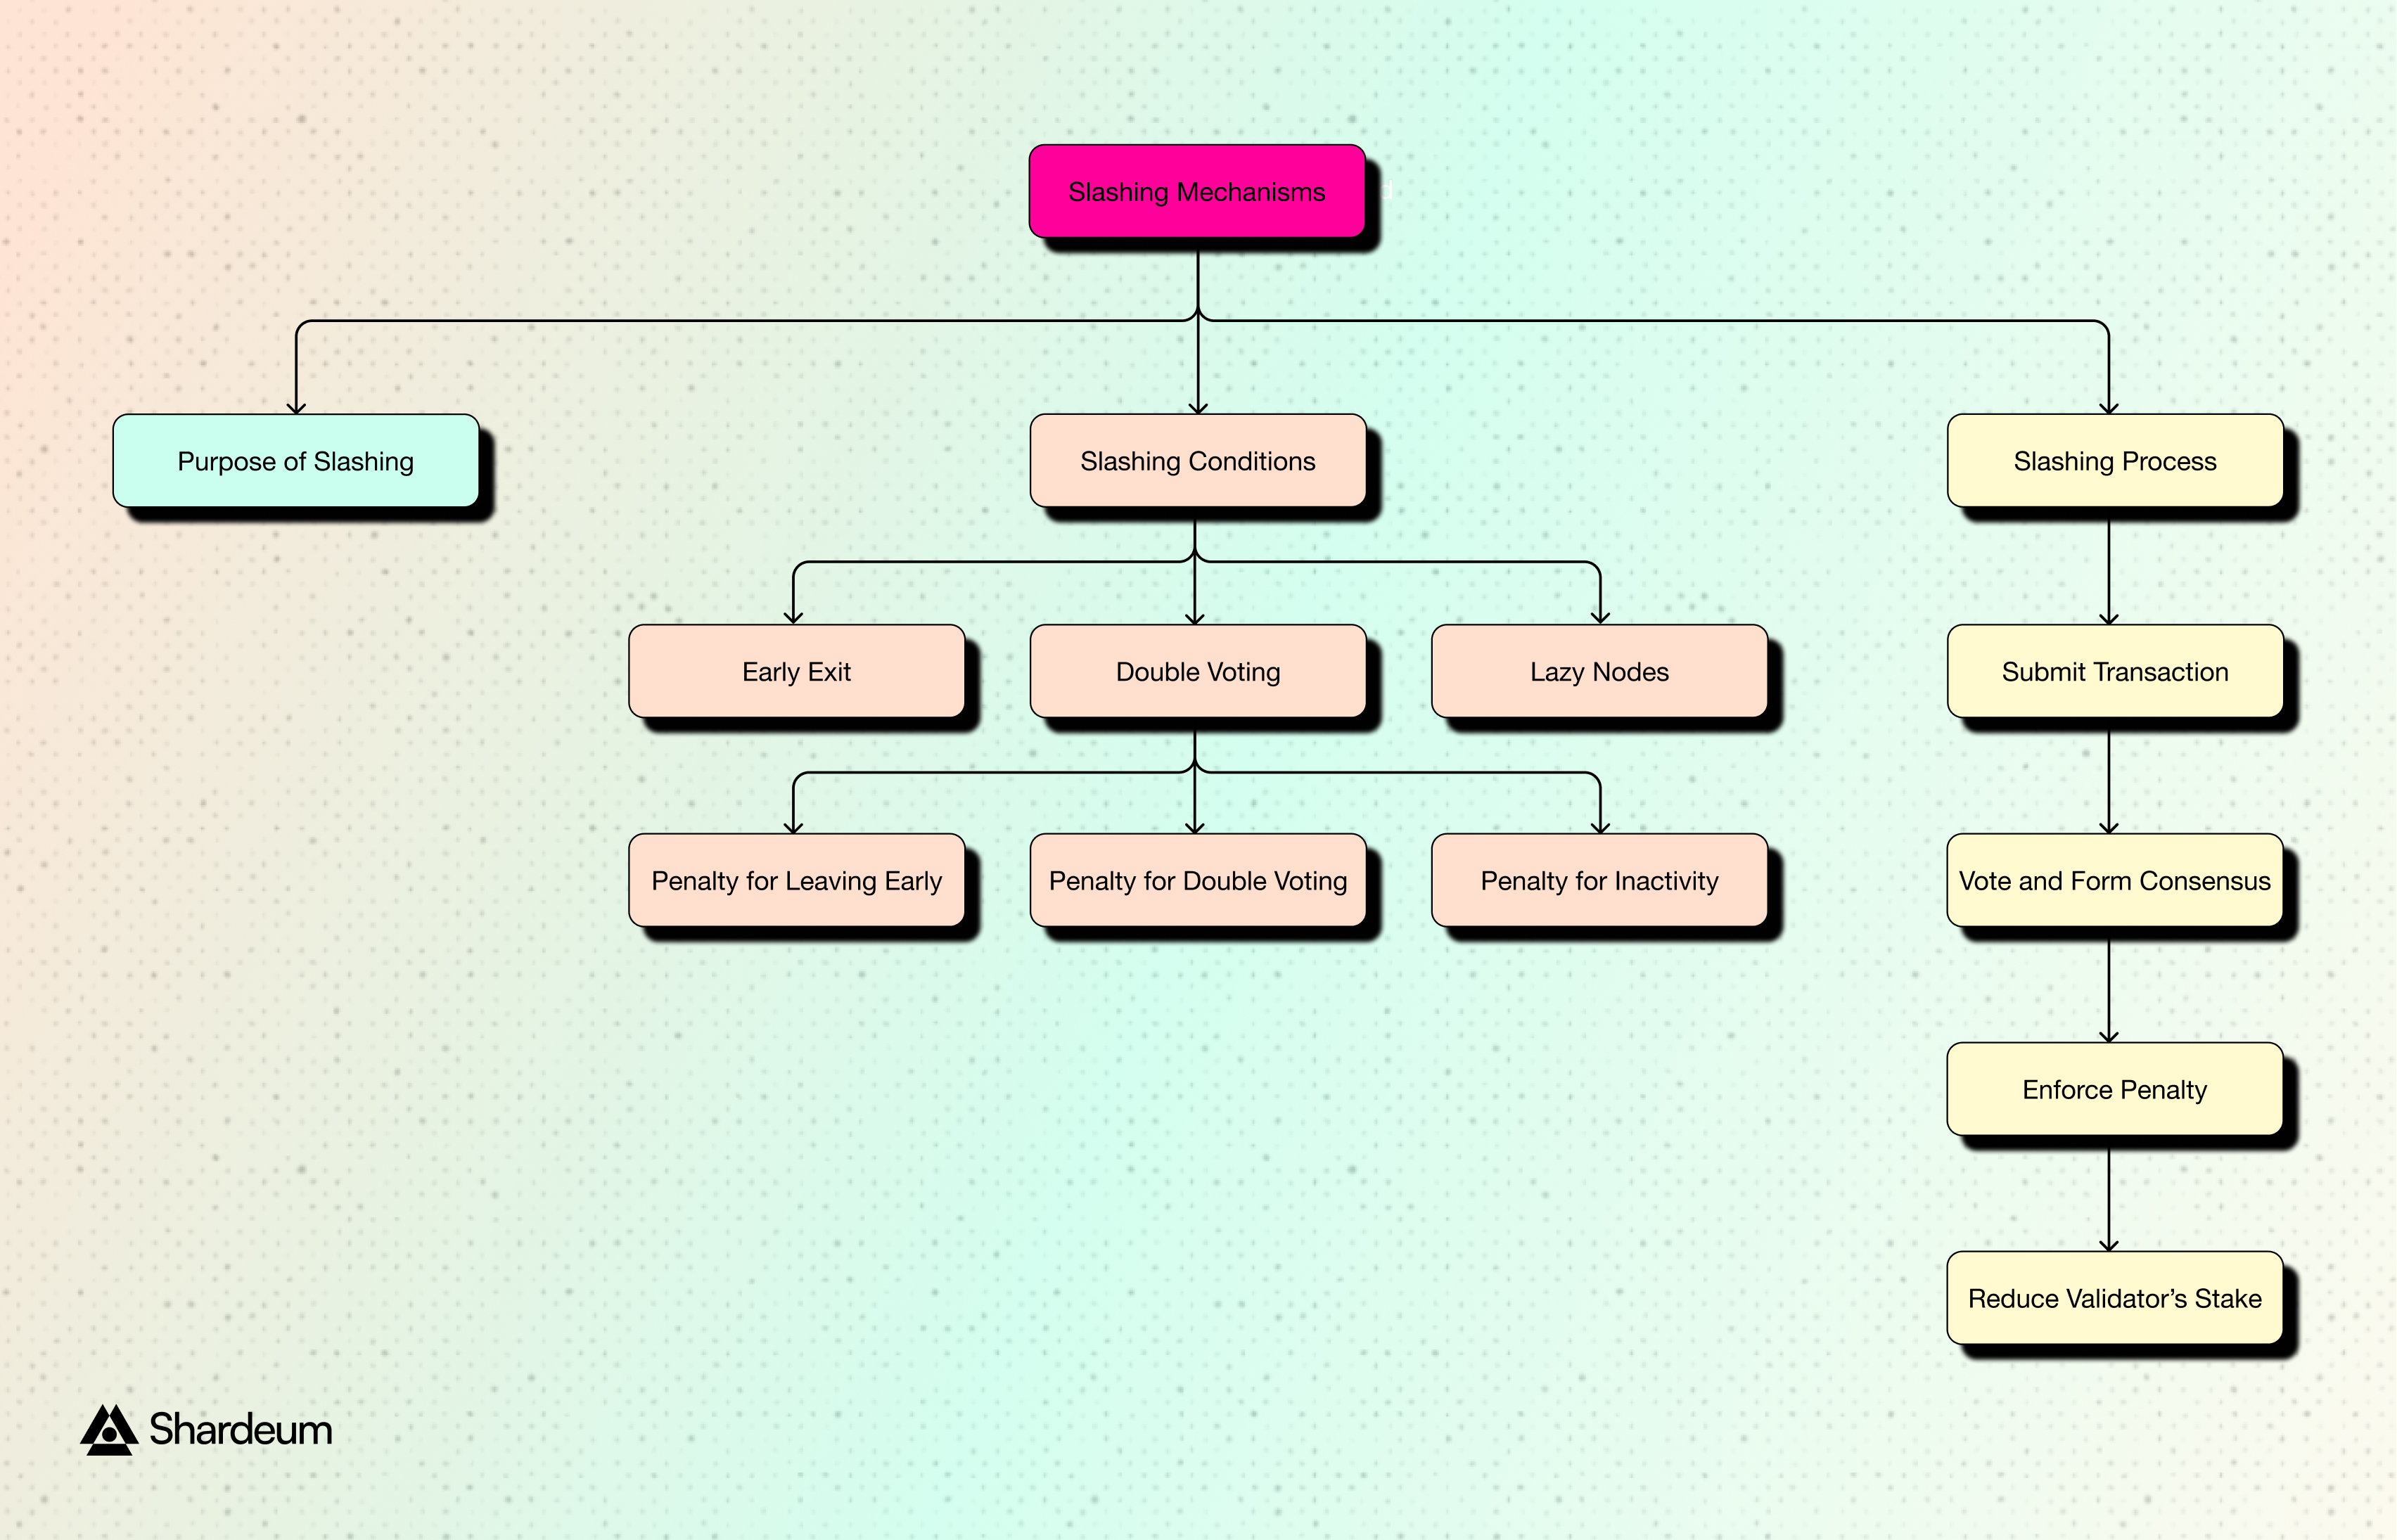 Slashing Mechanisms
d
Purpose of Slashing
Slashing Conditions
Slashing Process
Early Exit
Double Voting
Lazy Nodes
Submit Transaction
Penalty for Leaving Early
Penalty for Double Voting
Penalty for Inactivity
Vote and Form Consensus
Enforce Penalty
Reduce Validator’s Stake
Shardeum